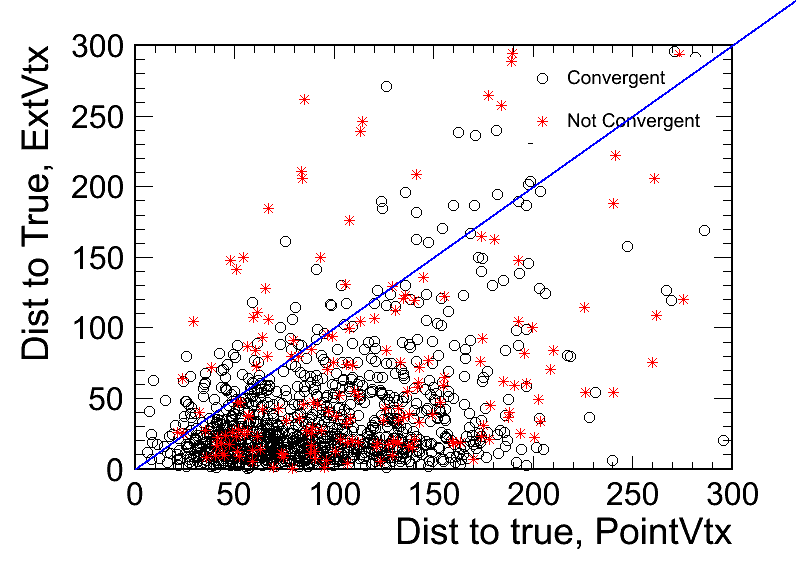 300
250
200
150
100
50
0
Dist to True, ExtVtx
Convergent
Not Convergent
0 50 100 150 200 250 300
Dist to true, PointVtx